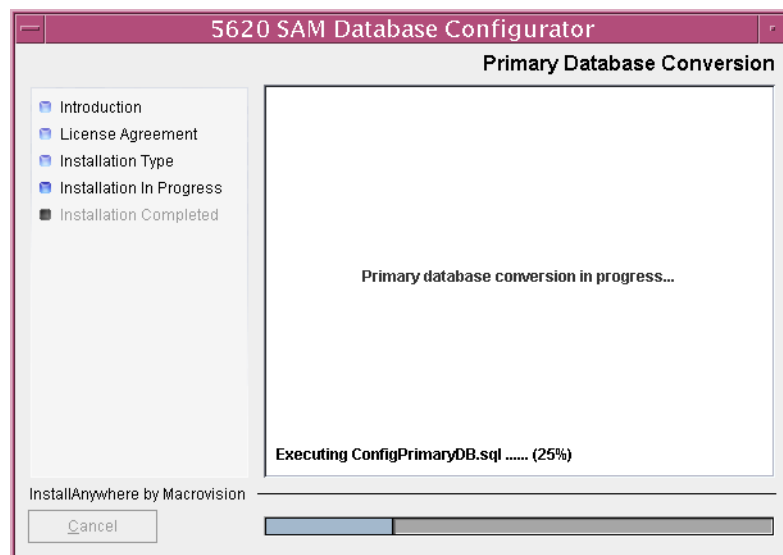 5620 SAM Database Configurator
Primary Database Conversion
Introduction
License Agreement
Installation Type
Installation In Progress
Installation Completed
Primary database conversion in progress...
Executing ConfigPrimaryDB.sql ...... (25%)
InstallAnywhere by Macrovision
Cancel